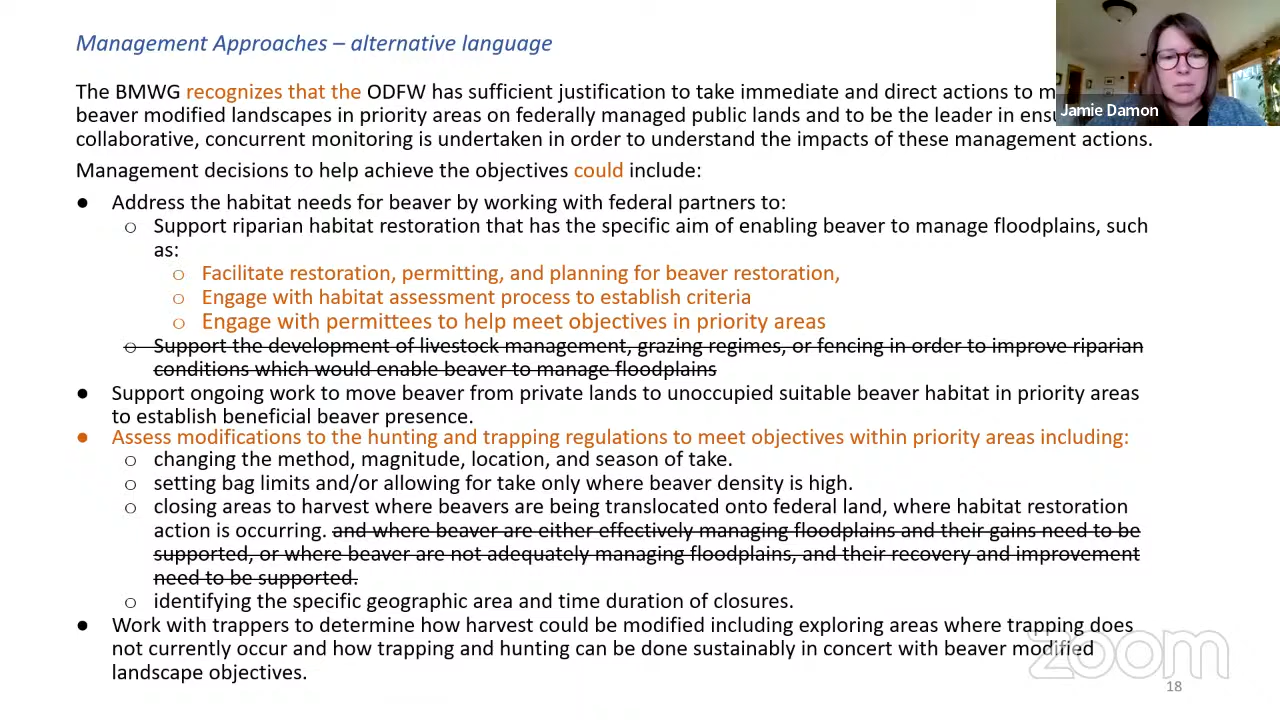 Management Approaches – alternative language
The BMWG recognizes that the ODFW has sufficient justification to take immediate and direct actions to
beaver modified landscapes in priority areas on federally managed public lands and to be the leader in
collaborative, concurrent monitoring is undertaken in order to understand the impacts of these management actions.
Management decisions to help achieve the objectives could include:
● Address the habitat needs for beaver by working with federal partners to:
○ Support riparian habitat restoration that has the specific aim of enabling beaver to manage floodplains, such
as:
○ Facilitate restoration, permitting, and planning for beaver restoration,
○ Engage with habitat assessment process to establish criteria
○ Engage with permittees to help meet objectives in priority areas
○ Support the development of livestock management, grazing regimes, or fencing in order to improve riparian
conditions which would enable beaver to manage floodplains
● Support ongoing work to move beaver from private lands to unoccupied suitable beaver habitat in priority areas
to establish beneficial beaver presence.
● Assess modifications to the hunting and trapping regulations to meet objectives within priority areas including:
○ changing the method, magnitude, location, and season of take.
○ setting bag limits and/or allowing for take only where beaver density is high.
○ closing areas to harvest where beavers are being translocated onto federal land, where habitat restoration
action is occurring. and where beaver are either effectively managing floodplains and their gains need to be
supported, or where beaver are not adequately managing floodplains, and their recovery and improvement
need to be supported.
○ identifying the specific geographic area and time duration of closures.
● Work with trappers to determine how harvest could be modified including exploring areas where trapping does
not currently occur and how trapping and hunting can be done sustainably in concert with beaver modified
landscape objectives.
Jamie Damon
zoom
18